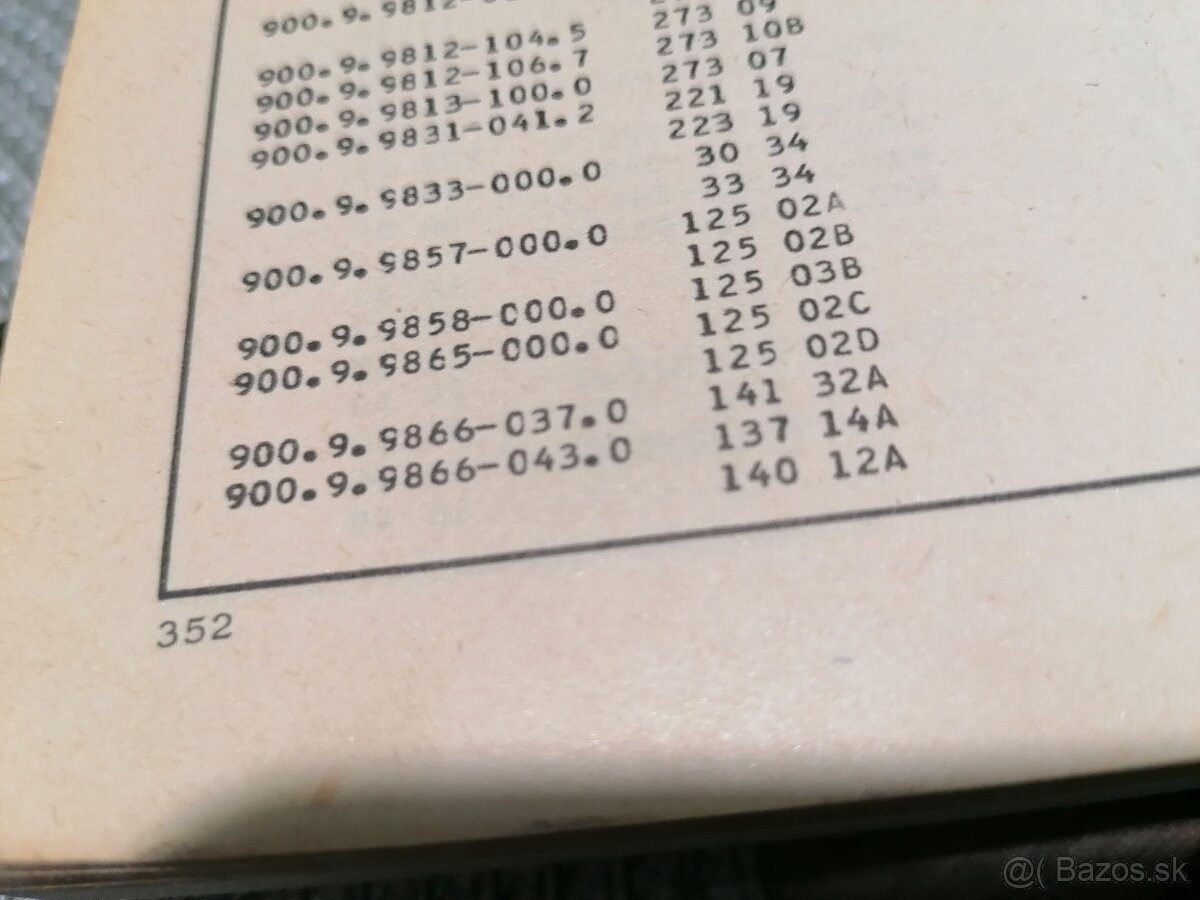 900.9.9812-104.5 273 09
900.9.9812-106.7 273 10B
900.9.9813-100.0 273 07
900.9.9831-041.2 221 19
223 19
900.9.9833-000.0 30 34
33 34
900.9.9857-000.0 125 02A
125 02B
900.9.9858-000.0 125 03B
900.9.9865-000.0 125 02C
125 02D
900.9.9866-037.0 141 32A
900.9.9866-043.0 137 14A
140 12A
352
@( Bazos.sk